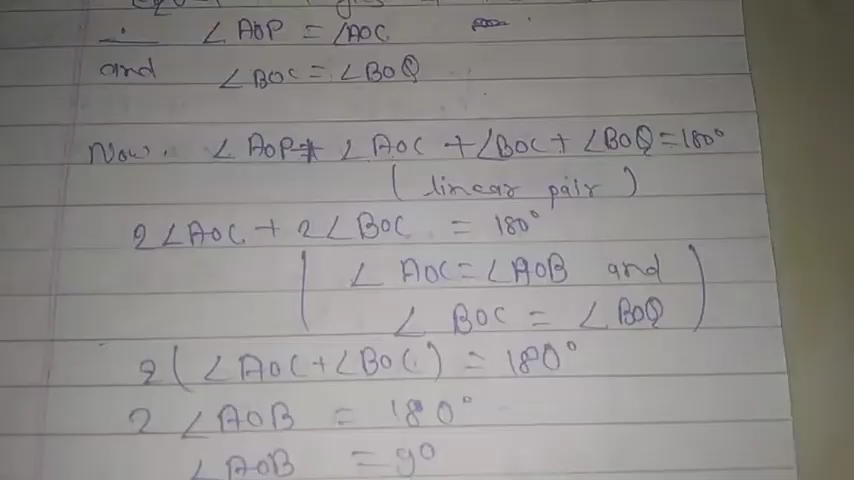 ∴ ∠AOP = ∠AOC
and ∠BOC = ∠BOQ
Now. ∠AOP + ∠AOC + ∠BOC + ∠BOQ = 180°
(linear pair)
2∠AOC + 2∠BOC = 180°
(∠AOC = ∠AOB and
∠BOC = ∠BOQ)
2(∠AOC + ∠BOC) = 180°
2 ∠AOB = 180°
∠AOB = 90